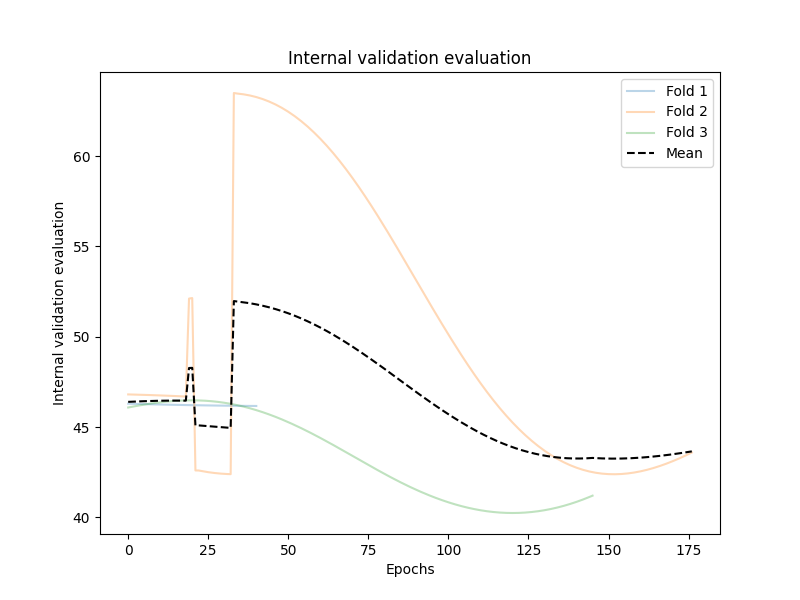 Internal validation evaluation
Fold 1
Fold 2
Fold 3
Mean
Internal validation evaluation
60
55
50
45
40
0 25 50 75 100 125 150 175
Epochs